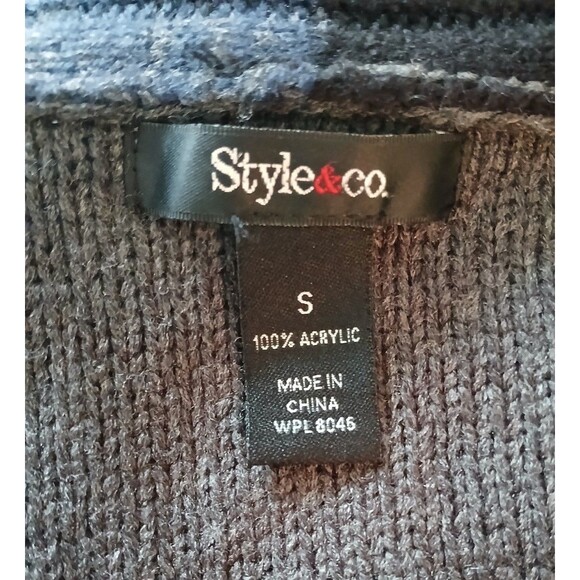 Style&co.
S
100% ACRYLIC
MADE IN
CHINA
WPL 8046